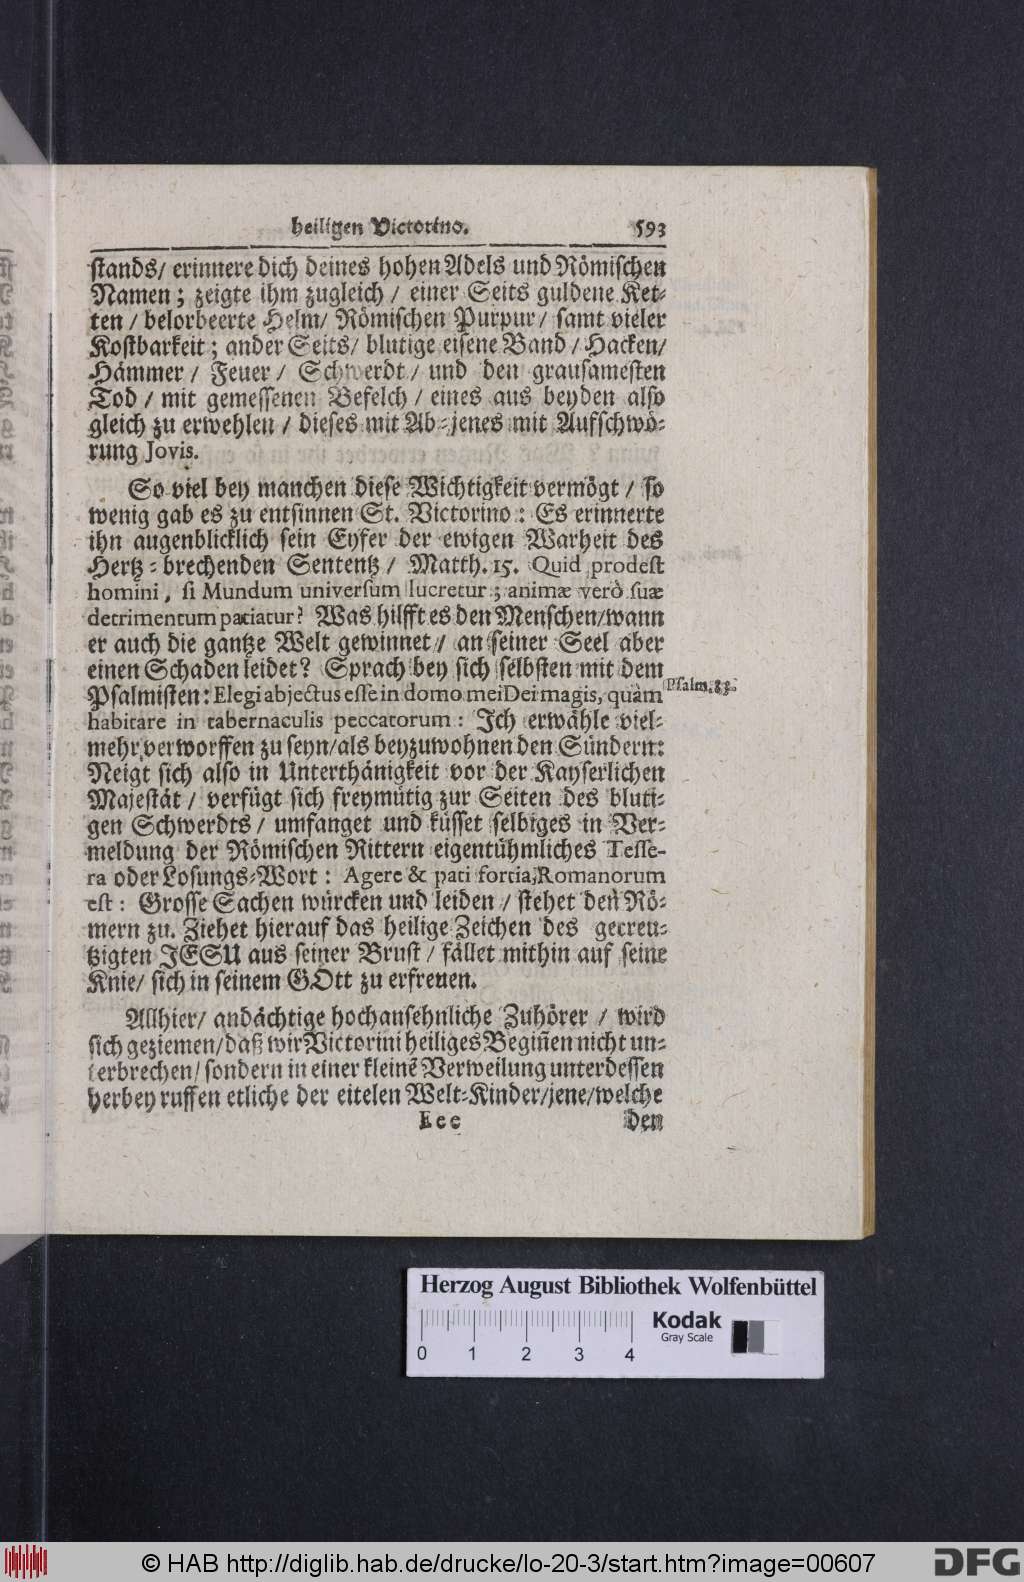 heiligen Victorino. 593
stands/ erinnere dich deines hohen Adels und Römischen
Namen; zeigte ihm zugleich / einer Seits guldene Ket-
ten / belorbeerte Helm/ Römischen Purpur/ samt vieler
Kostbarkeit; ander Seits/ blutige eisene Band / Hacken/
Hämmer / Feuer / Schwerdt / und den grausamesten
Tod / mit gemessenen Befelch / eines aus beyden also
gleich zu erwehlen / dieses mit Ab- jenes mit Aufschwö-
rung Jovis.
So viel bey manchen diese Wichtigkeit vermögt / so
wenig gab es zu entsinnen St. Victorino: Es erinnerte
ihn augenblicklich sein Eyfer der ewigen Warheit des
Hertz-brechenden Sententz / Matth. 15. Quid prodest
homini, si Mundum universum lucretur; animæ verò suæ
detrimentum patiatur? Was hilfft es den Menschen/wann
er auch die gantze Welt gewinnet / an seiner Seel aber
einen Schaden leidet? Sprach bey sich selbsten mit dem
Psalmisten: Elegi abjectus esse in domo mei Dei magis, quàm
Psalm. 83.
habitare in tabernaculis peccatorum: Ich erwähle viel-
mehr verworffen zu seyn/als beyzuwohnen den Sündern:
Neigt sich also in Unterthänigkeit vor der Kayserlichen
Majestät / verfügt sich freymütig zur Seiten des bluti-
gen Schwerdts / umfanget und küsset selbiges in Ver-
meldung der Römischen Rittern eigentühmliches Tesse-
ra oder Losungs-Wort: Agere & pati fortia, Romanorum
est: Grosse Sachen würcken und leiden / stehet den Rö-
mern zu. Ziehet hierauf das heilige Zeichen des gecreu-
tzigten JESU aus seiner Brust / fället mithin auf seine
Knie/ sich in seinem GOtt zu erfreuen.
Allhier/ andächtige hochansehnliche Zuhörer / wird
sich geziemen/daß wir Victorini heiliges Begiñen nicht un-
terbrechen/ sondern in einer kleinẽ Verweilung unterdessen
herbey ruffen etliche der eitelen Welt-Kinder/jene/welche
Eee den
Herzog August Bibliothek Wolfenbüttel
Kodak
Gray Scale
0 1 2 3 4
© HAB http://diglib.hab.de/drucke/lo-20-3/start.htm?image=00607
DFG